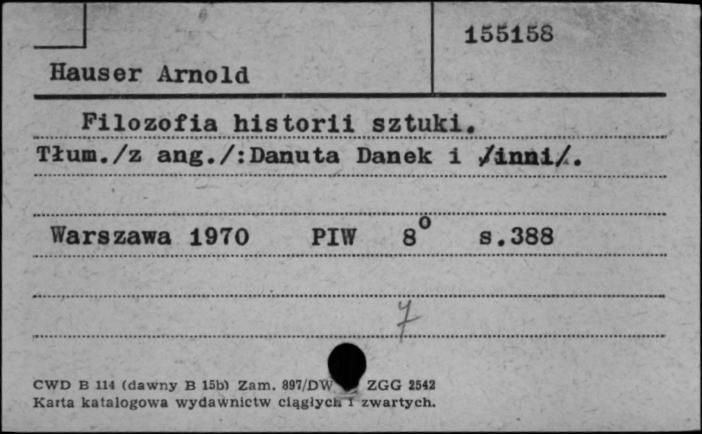 155158
Hauser Arnold
Filozofia historii sztuki.
Tłum./z ang./:Danuta Danek i /inni/.
Warszawa 1970 PIW 8° s.388
7
CWD B 114 (dawny B 15b) Zam. 897/DW ZGG 2542
Karta katalogowa wydawnictw ciągłych i zwartych.